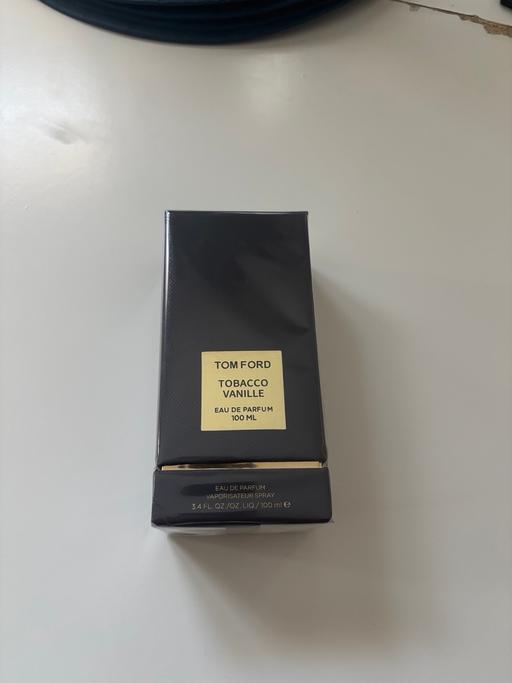 TOM FORD
TOBACCO
VANILLE
EAU DE PARFUM
100 ML
EAU DE PARFUM
VAPORISATEUR SPRAY
3.4 FL. OZ./OZ. LIQ / 100 ml ℮